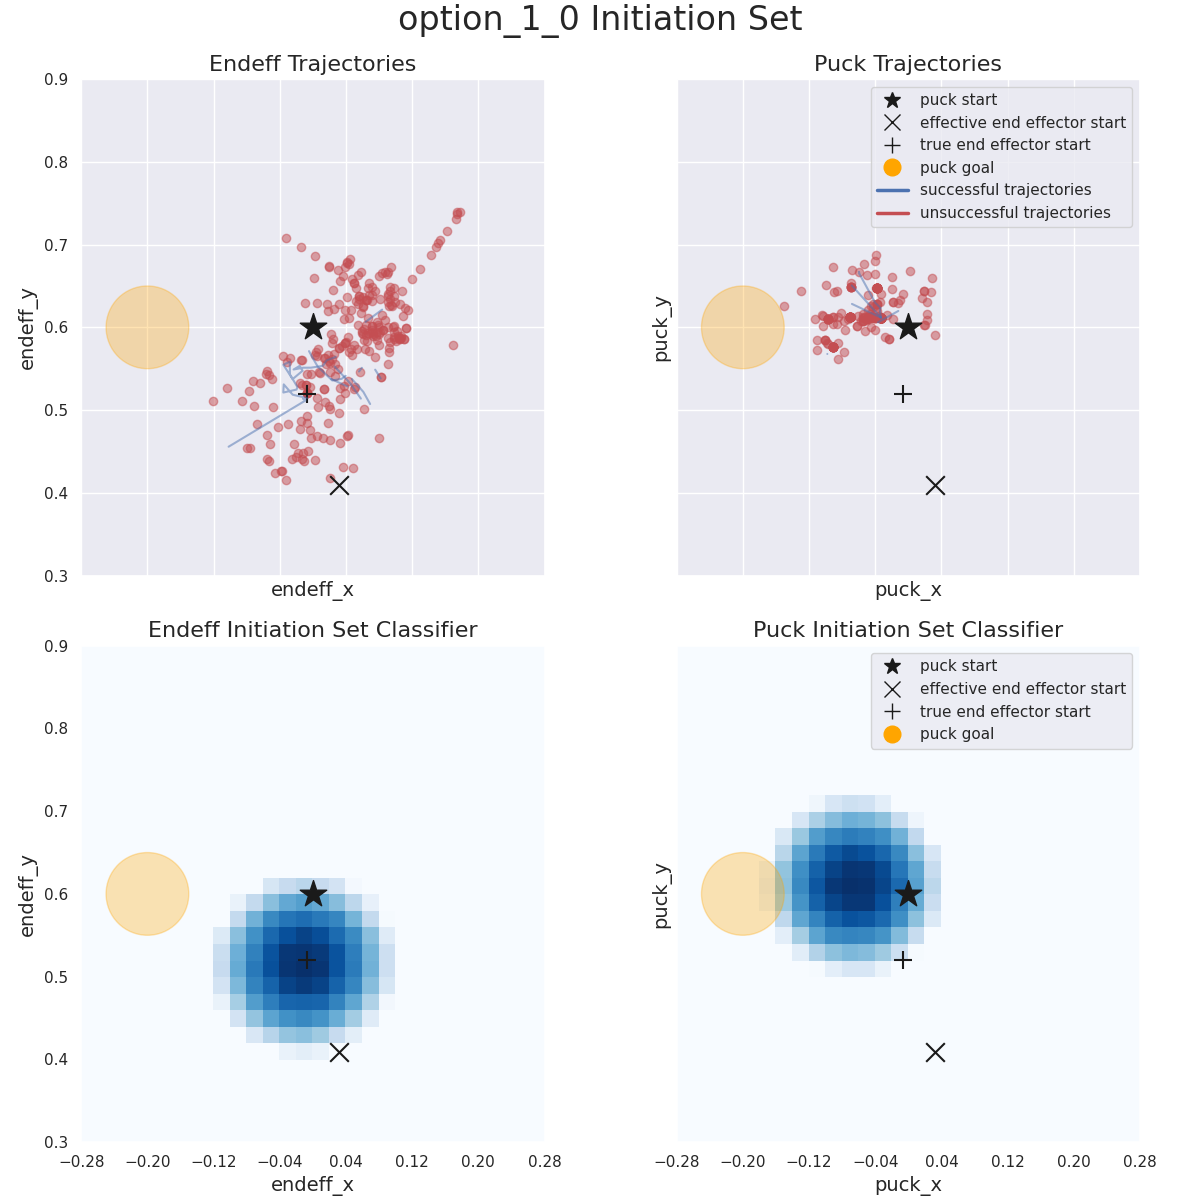 option_1_0 Initiation Set
Endeff Trajectories
Puck Trajectories
0.9
0.8
0.7
0.6
0.5
0.4
0.3
endeff_y
endeff_x
puck_y
puck_x
puck start
effective end effector start
true end effector start
puck goal
successful trajectories
unsuccessful trajectories
Endeff Initiation Set Classifier
Puck Initiation Set Classifier
0.9
0.8
0.7
0.6
0.5
0.4
0.3
endeff_y
−0.28 −0.20 −0.12 −0.04 0.04 0.12 0.20 0.28
endeff_x
puck_y
puck start
effective end effector start
true end effector start
puck goal
−0.28 −0.20 −0.12 −0.04 0.04 0.12 0.20 0.28
puck_x